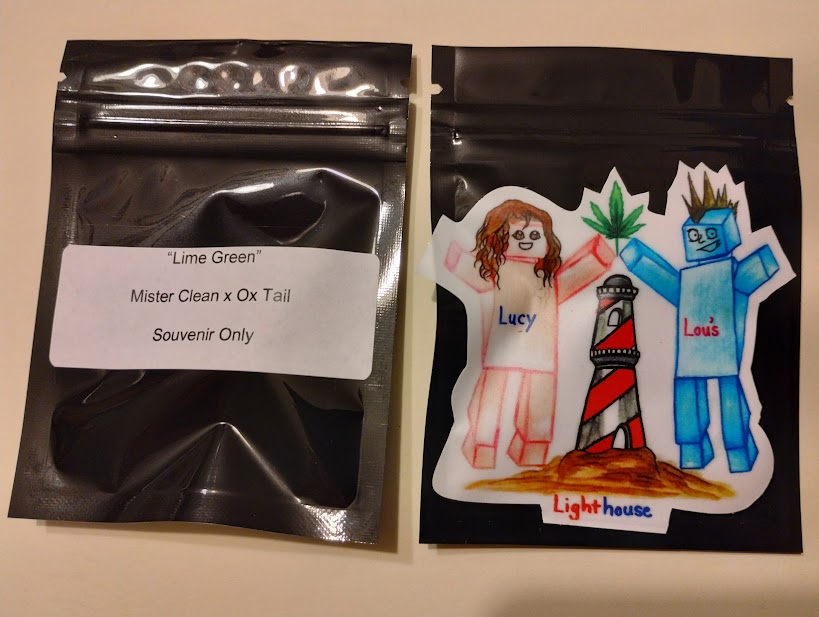 “Lime Green”
Mister Clean x Ox Tail
Souvenir Only
Lucy
Lou's
Lighthouse